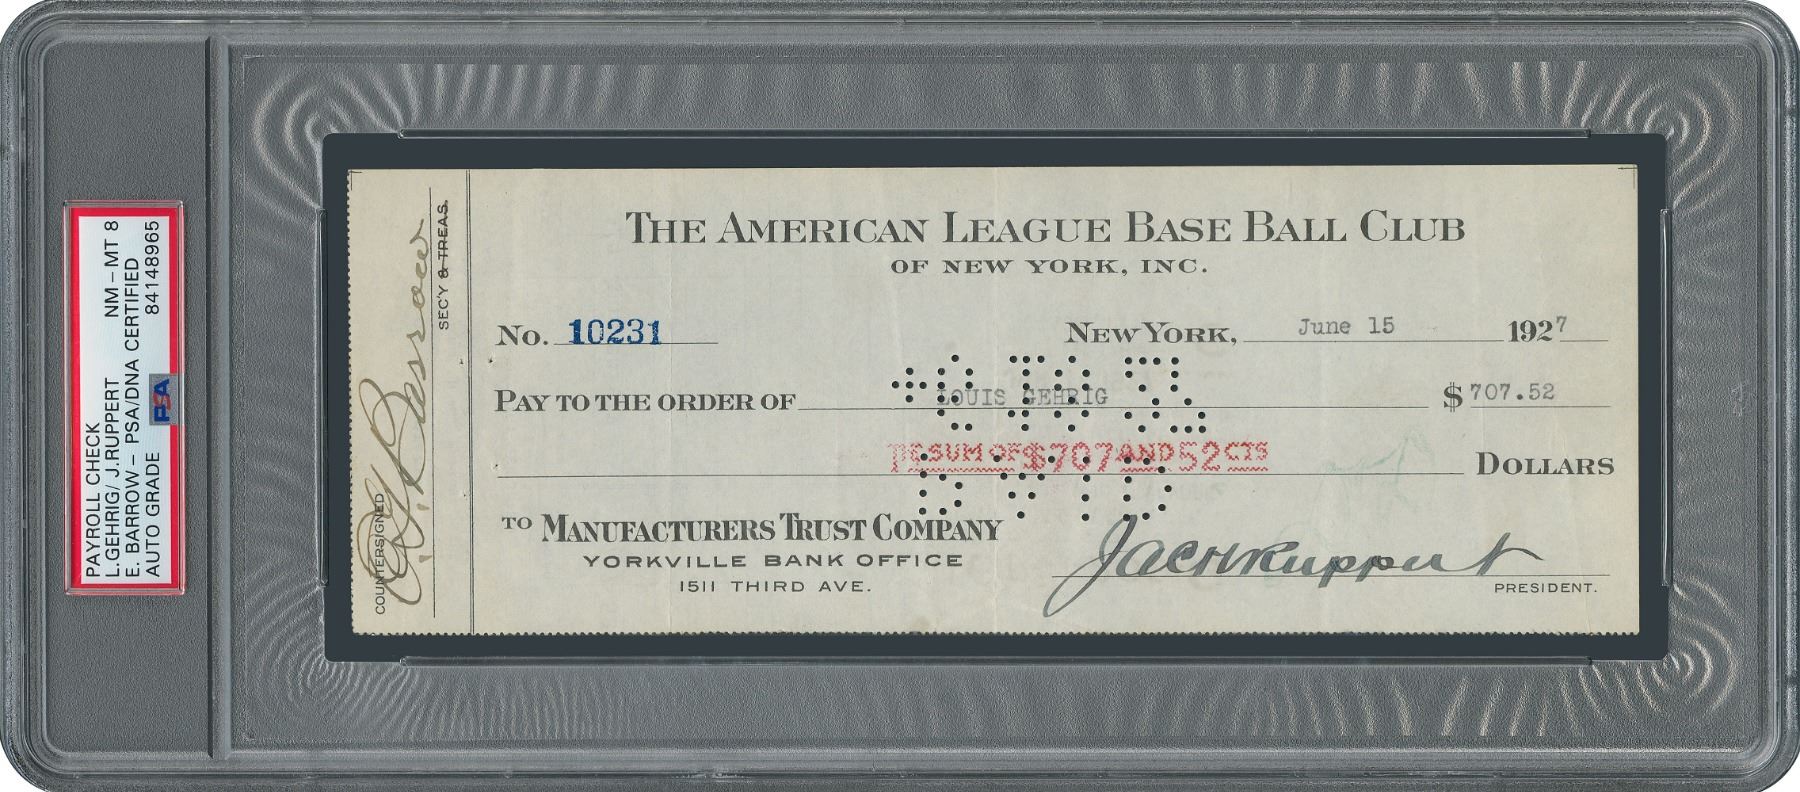 PAYROLL CHECK
L.GEHRIG/ J.RUPPERT NM-MT 8
E. BARROW - PSA/DNA CERTIFIED
AUTO GRADE PSA 84148965
COUNTERSIGNED
E.G. Barrow
SEC'Y & TREAS.
THE AMERICAN LEAGUE BASE BALL CLUB
OF NEW YORK, INC.
No. 10231 NEW YORK, June 15 1927
PAY TO THE ORDER OF LOUIS GEHRIG $707.52
SUM OF $707 AND 52 CTS DOLLARS
TO MANUFACTURERS TRUST COMPANY
YORKVILLE BANK OFFICE
1511 THIRD AVE.
Jacob Ruppert
PRESIDENT.